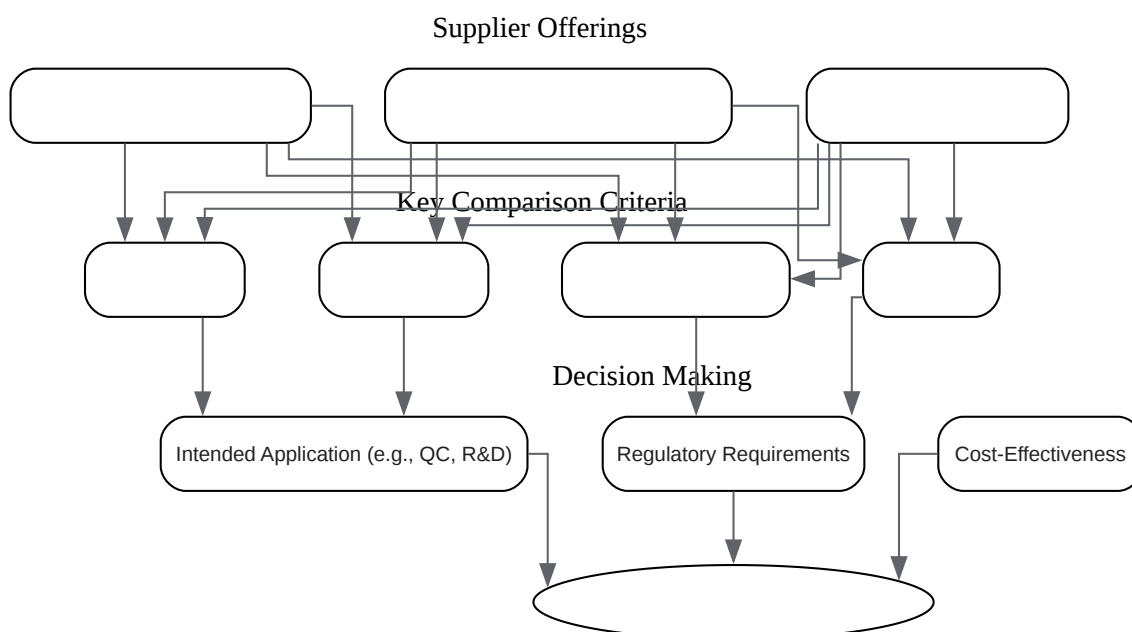 Supplier Offerings
Key Comparison Criteria
Decision Making
Intended Application (e.g., QC, R&D)
Regulatory Requirements
Cost-Effectiveness